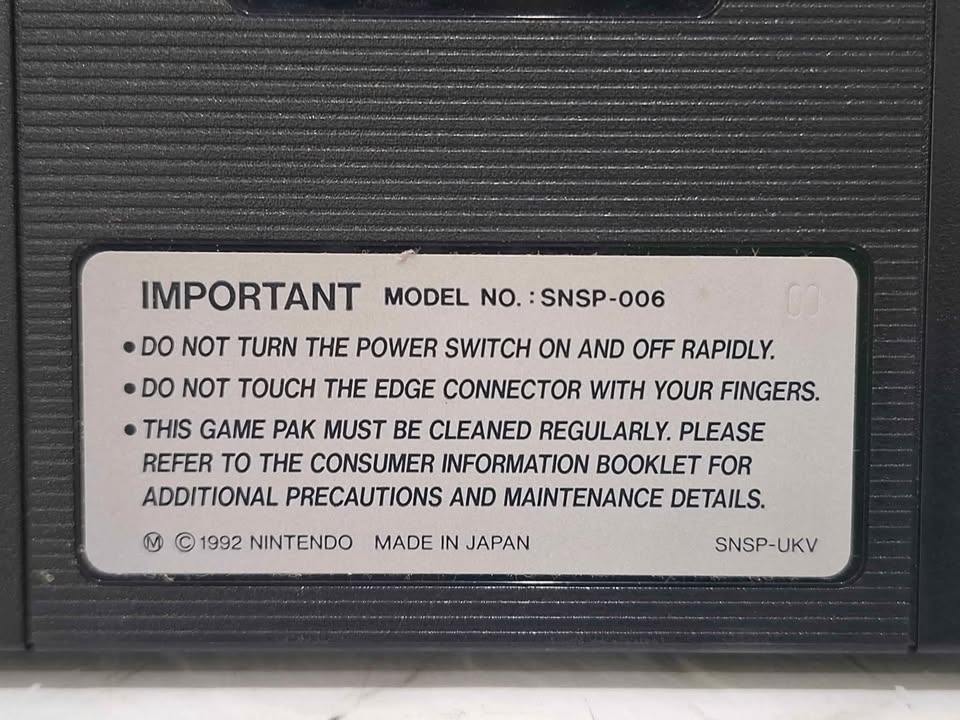 IMPORTANT MODEL NO. : SNSP-006
00
• DO NOT TURN THE POWER SWITCH ON AND OFF RAPIDLY.
• DO NOT TOUCH THE EDGE CONNECTOR WITH YOUR FINGERS.
• THIS GAME PAK MUST BE CLEANED REGULARLY. PLEASE
REFER TO THE CONSUMER INFORMATION BOOKLET FOR
ADDITIONAL PRECAUTIONS AND MAINTENANCE DETAILS.
Ⓜ © 1992 NINTENDO MADE IN JAPAN SNSP-UKV